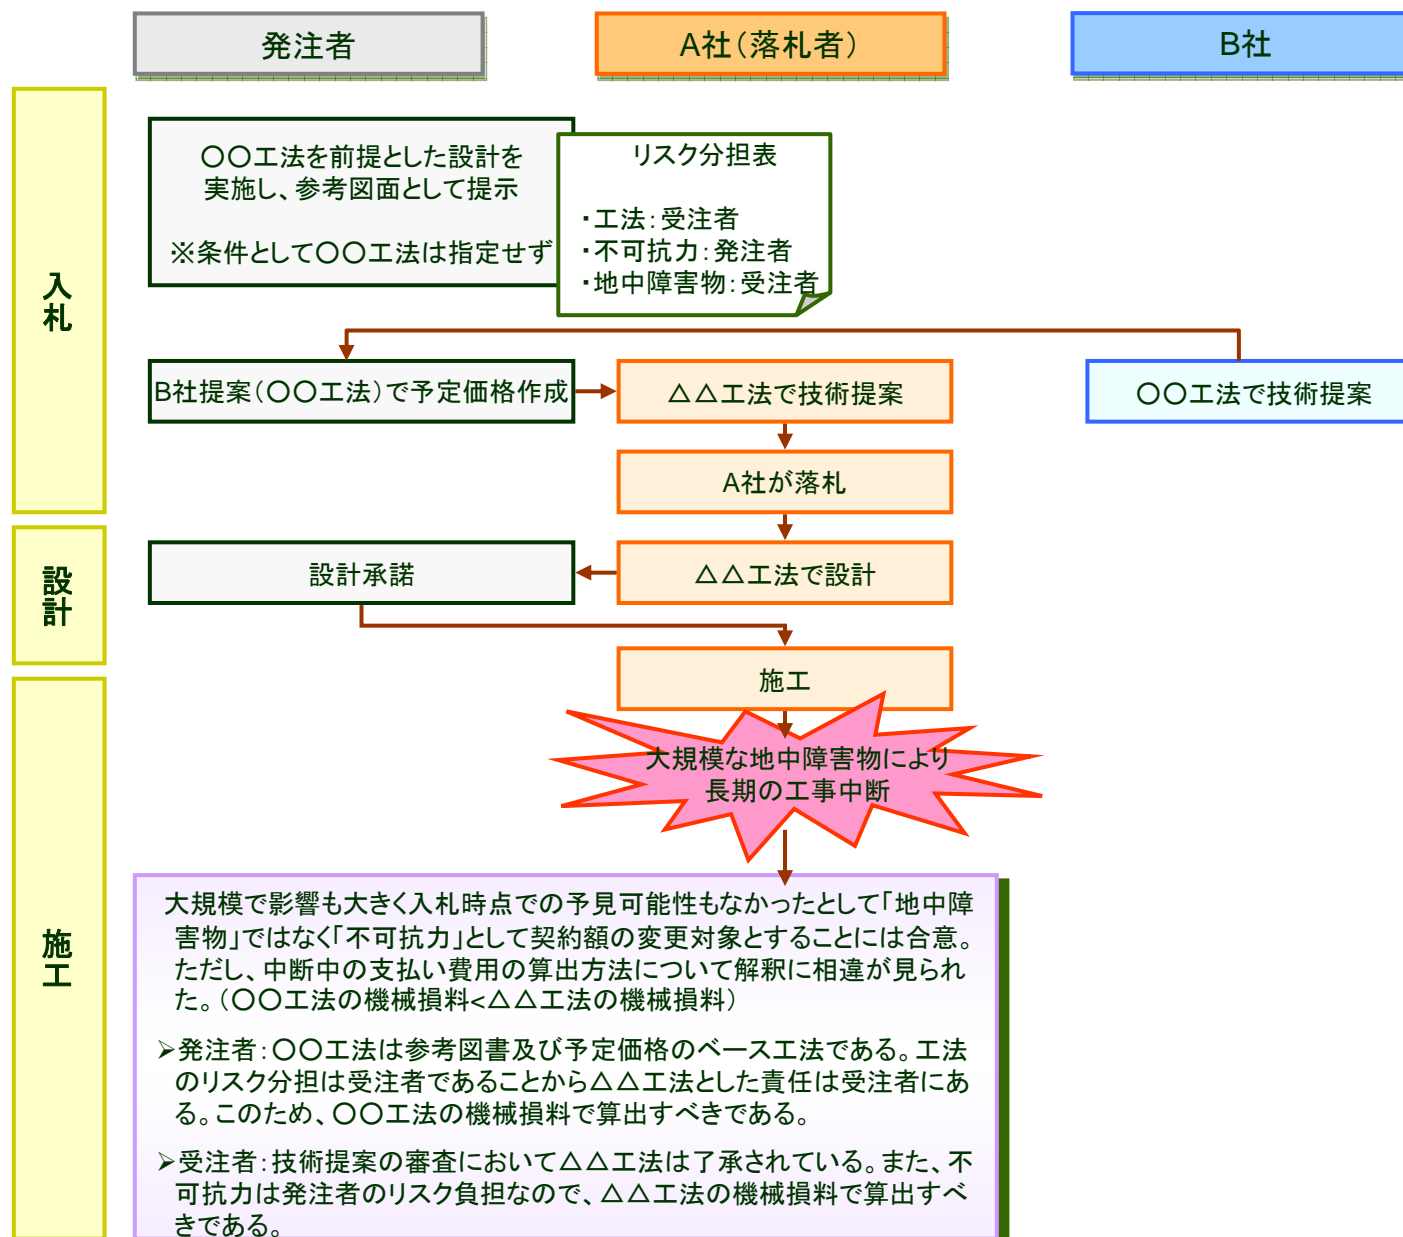 発注者
A社（落札者）
B社
入札
〇〇工法を前提とした設計を
実施し、参考図面として提示
※条件として〇〇工法は指定せず
リスク分担表
・工法：受注者
・不可抗力：発注者
・地中障害物：受注者
B社提案（〇〇工法）で予定価格作成
△△工法で技術提案
〇〇工法で技術提案
A社が落札
設計
設計承諾
△△工法で設計
施工
施工
大規模な地中障害物により
長期の工事中断
大規模で影響も大きく入札時点での予見可能性もなかったとして「地中障
害物」ではなく「不可抗力」として契約額の変更対象とすることには合意。
ただし、中断中の支払い費用の算出方法について解釈に相違が見られ
た。（〇〇工法の機械損料<△△工法の機械損料）
➢発注者：〇〇工法は参考図書及び予定価格のベース工法である。工法
のリスク分担は受注者であることから△△工法とした責任は受注者にあ
る。このため、〇〇工法の機械損料で算出すべきである。
➢受注者：技術提案の審査において△△工法は了承されている。また、不
可抗力は発注者のリスク負担なので、△△工法の機械損料で算出すべ
きである。